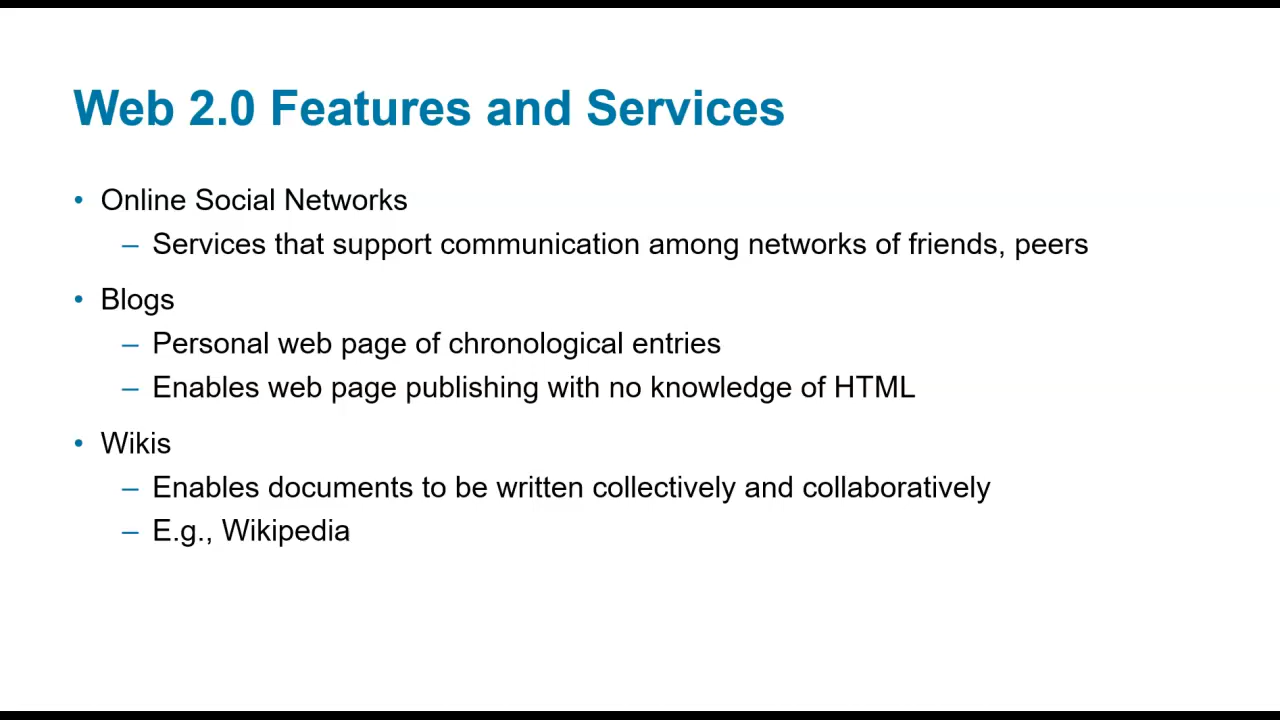 Web 2.0 Features and Services
• Online Social Networks
– Services that support communication among networks of friends, peers
• Blogs
– Personal web page of chronological entries
– Enables web page publishing with no knowledge of HTML
• Wikis
– Enables documents to be written collectively and collaboratively
– E.g., Wikipedia